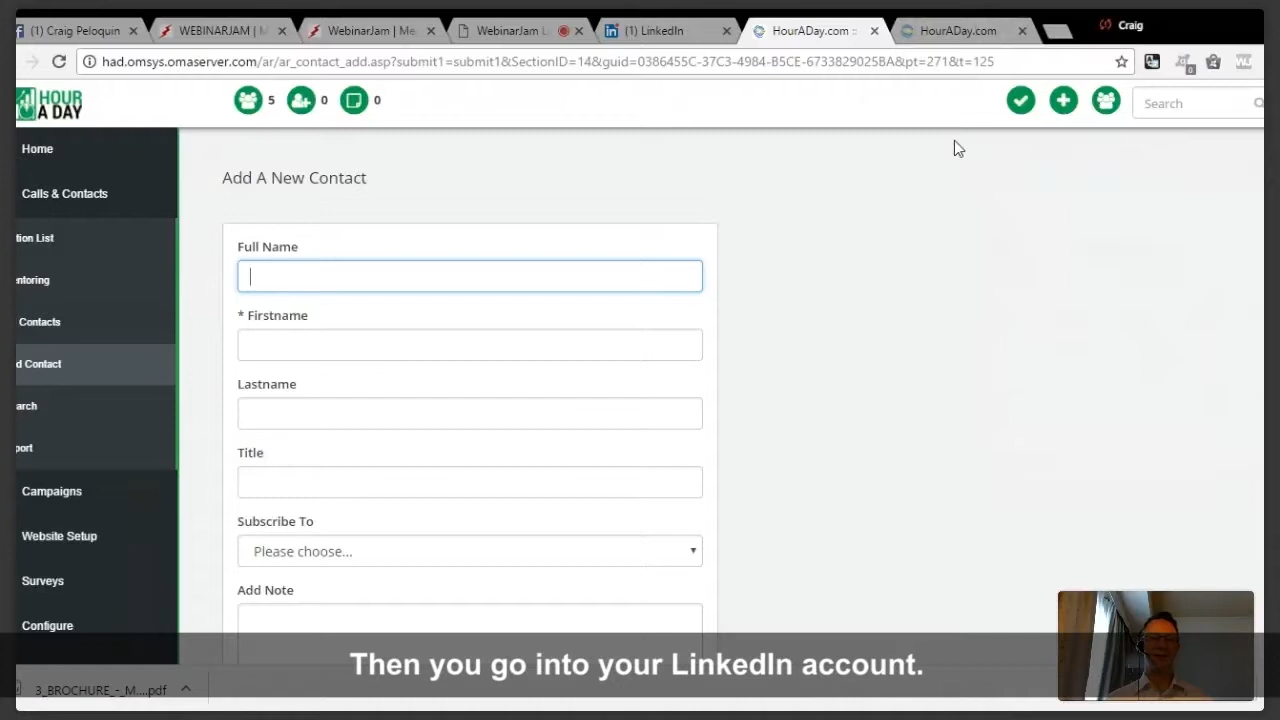 (1) Craig Peloquin
WEBINARJAM | M
WebinarJam | Me
WebinarJam L
(1) LinkedIn
HourADay.com ::
HourADay.com
Craig
had.omsys.omaserver.com/ar/ar_contact_add.asp?submit1=submit1&SectionID=14&guid=0386455C-37C3-4984-B5CE-6733829025BA&pt=271&t=125
HOUR
A DAY
5
0
0
Search
Home
Calls & Contacts
tion List
entoring
Contacts
d Contact
arch
port
Campaigns
Website Setup
Surveys
Configure
Add A New Contact
Full Name
* Firstname
Lastname
Title
Subscribe To
Please choose...
Add Note
Then you go into your LinkedIn account.
3_BROCHURE_-_M....pdf